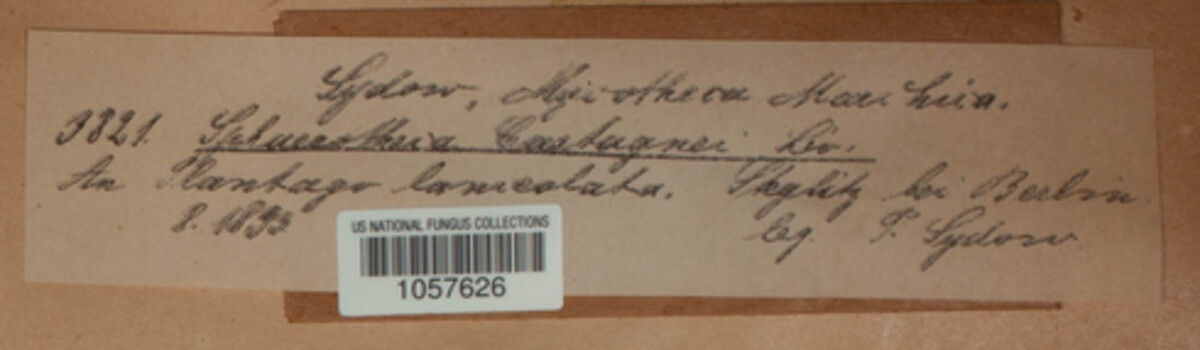 Sydow, Mycotheca Marchica.
3821. Sphaerotheca Castagnei Lév.
An Plantago lanceolata. Steglitz bei Berlin.
8. 1893 leg. P. Sydow
US NATIONAL FUNGUS COLLECTIONS
1057626